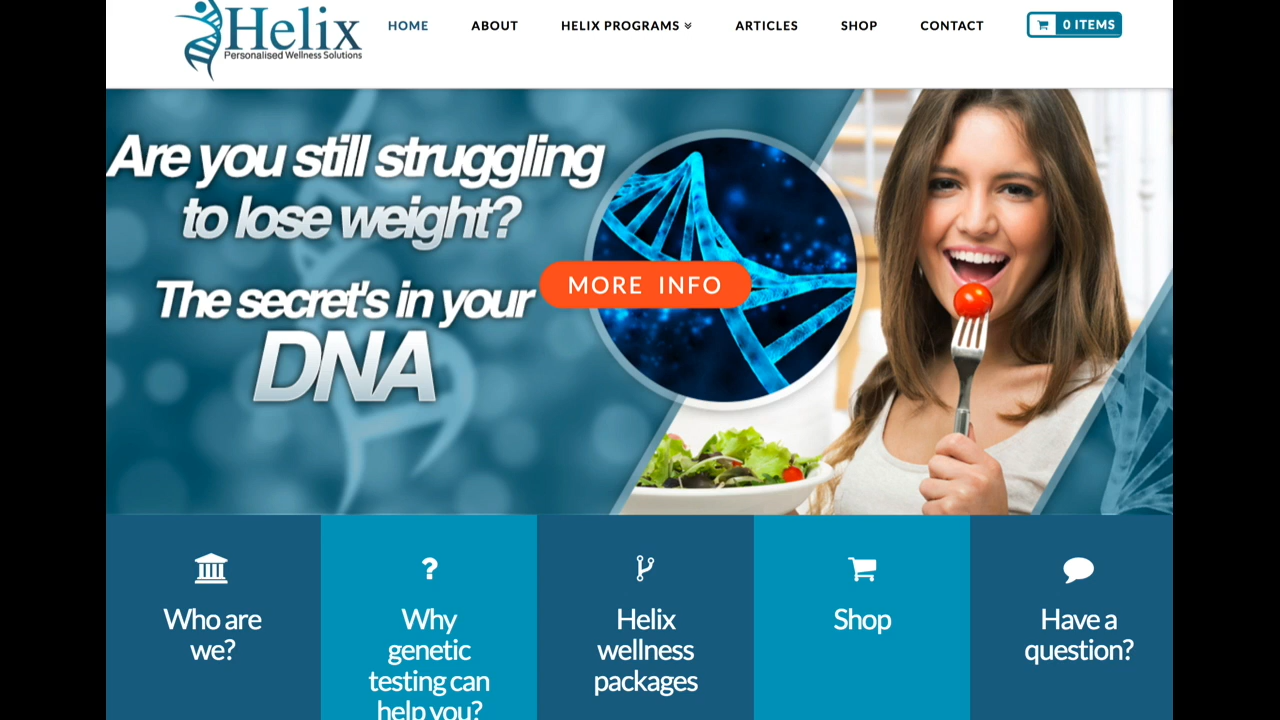 Helix
Personalised Wellness Solutions
HOME ABOUT HELIX PROGRAMS ARTICLES SHOP CONTACT 0 ITEMS
Are you still struggling
to lose weight?
The secret's in your
DNA
MORE INFO
Who are
we?
Why
genetic
testing can
help you?
Helix
wellness
packages
Shop
Have a
question?